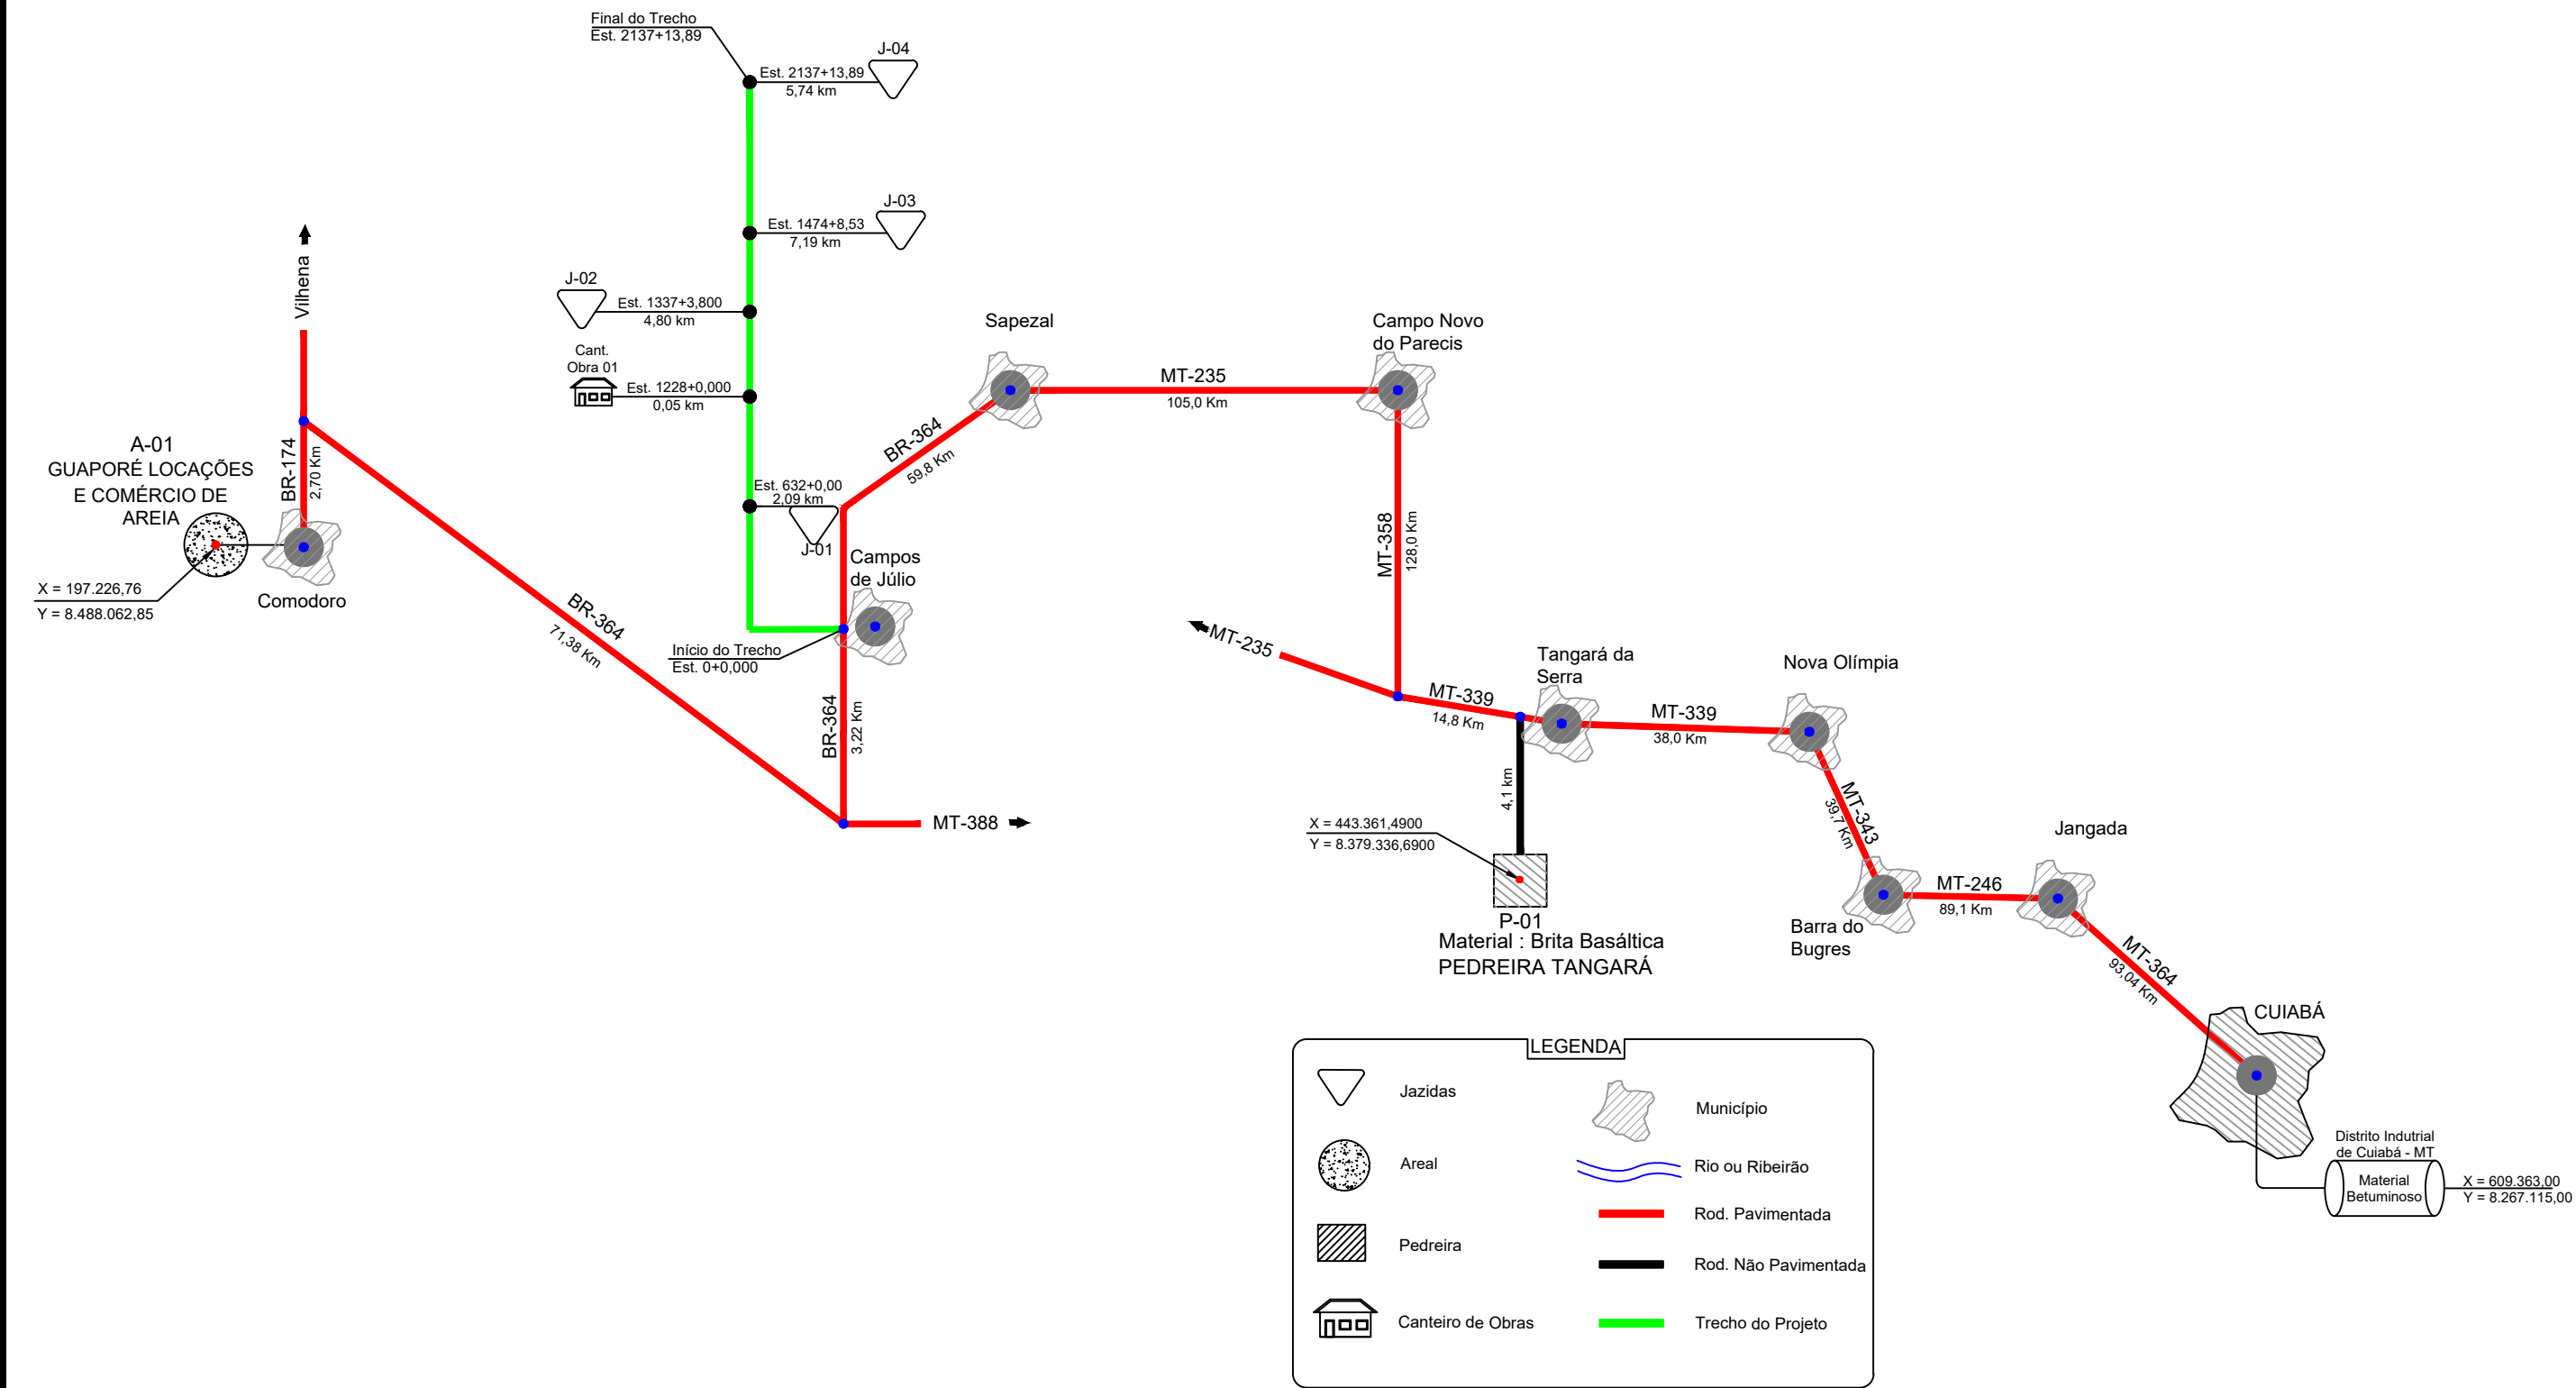 Final do Trecho
Est. 2137+13,89
J-04
Est. 2137+13,89
5,74 km
J-03
Est. 1474+8,53
7,19 km
J-02
Est. 1337+3,800
4,80 km
Cant.
Obra 01
Est. 1228+0,000
0,05 km
Est. 632+0,00
2,09 km
J-01
Campos
de Júlio
Início do Trecho
Est. 0+0,000
Vilhena
BR-174
2,70 Km
A-01
GUAPORÉ LOCAÇÕES
E COMÉRCIO DE
AREIA
X = 197.226,76
Y = 8.488.062,85
Comodoro
BR-364
71,38 Km
BR-364
3,22 Km
MT-388
BR-364
59,8 Km
Sapezal
MT-235
105,0 Km
Campo Novo
do Parecis
MT-358
128,0 Km
MT-235
MT-339
14,8 Km
Tangará da
Serra
4,1 km
X = 443.361,4900
Y = 8.379.336,6900
P-01
Material : Brita Basáltica
PEDREIRA TANGARÁ
MT-339
38,0 Km
Nova Olímpia
MT-343
39,7 Km
Barra do
Bugres
MT-246
89,1 Km
Jangada
MT-364
93,04 Km
CUIABÁ
Distrito Indutrial
de Cuiabá - MT
Material
Betuminoso
X = 609.363,00
Y = 8.267.115,00
LEGENDA
Jazidas
Areal
Pedreira
Canteiro de Obras
Município
Rio ou Ribeirão
Rod. Pavimentada
Rod. Não Pavimentada
Trecho do Projeto